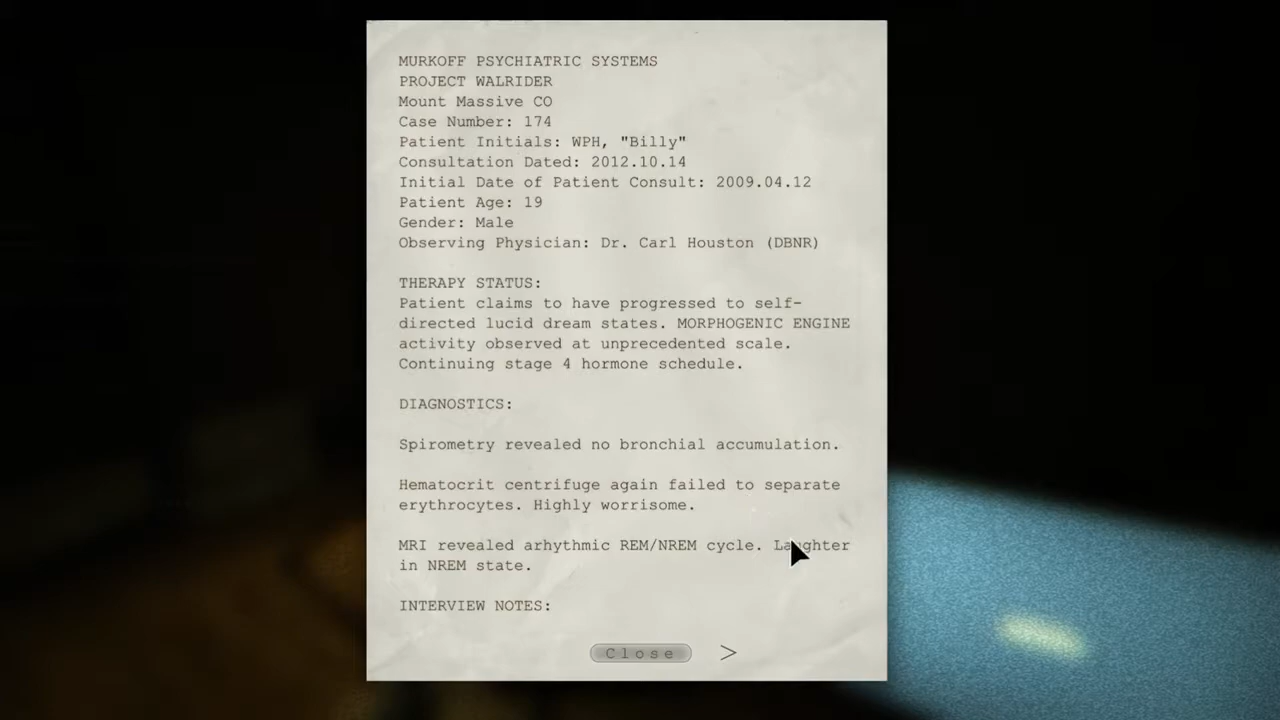 MURKOFF PSYCHIATRIC SYSTEMS
PROJECT WALRIDER
Mount Massive CO
Case Number: 174
Patient Initials: WPH, "Billy"
Consultation Dated: 2012.10.14
Initial Date of Patient Consult: 2009.04.12
Patient Age: 19
Gender: Male
Observing Physician: Dr. Carl Houston (DBNR)
THERAPY STATUS:
Patient claims to have progressed to self-
directed lucid dream states. MORPHOGENIC ENGINE
activity observed at unprecedented scale.
Continuing stage 4 hormone schedule.
DIAGNOSTICS:
Spirometry revealed no bronchial accumulation.
Hematocrit centrifuge again failed to separate
erythrocytes. Highly worrisome.
MRI revealed arhythmic REM/NREM cycle. Laughter
in NREM state.
INTERVIEW NOTES:
Close >